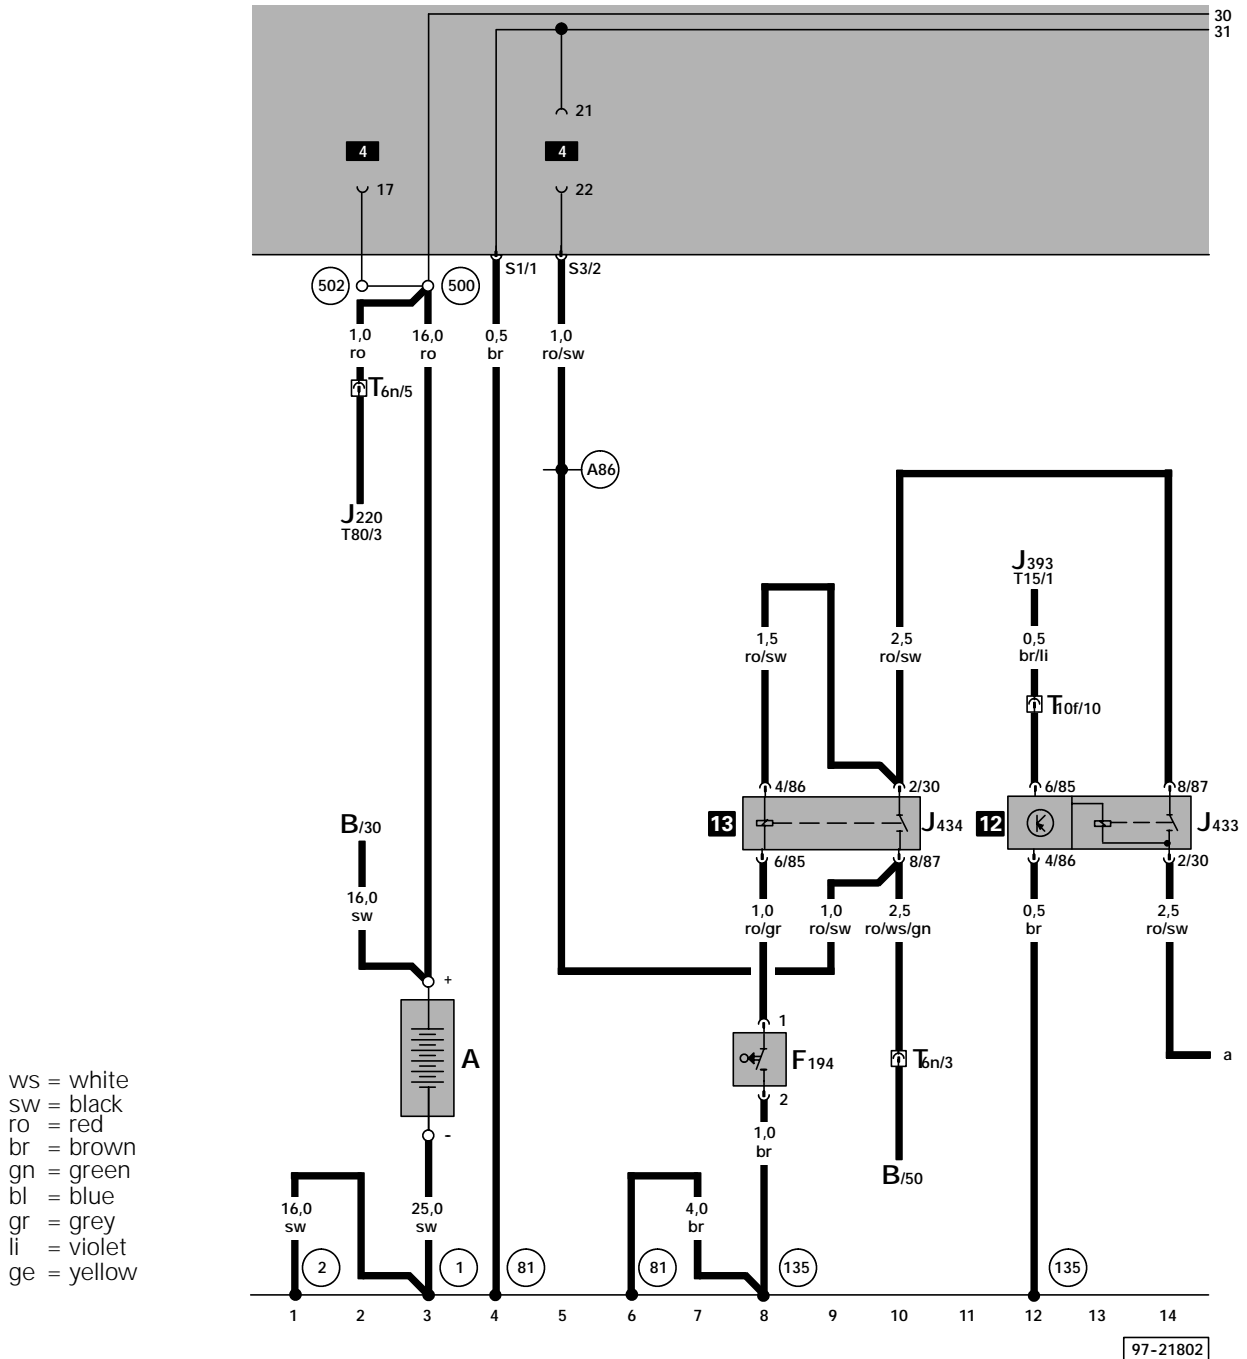 30
31
21
4
4
17
22
S1/1
S3/2
502
500
1,0
ro
16,0
ro
0,5
br
1,0
ro/sw
T6n/5
A86
J220
T80/3
J393
T15/1
1,5
ro/sw
2,5
ro/sw
0,5
br/li
T10f/10
4/86
2/30
6/85
8/87
B/30
13
J434
12
J433
6/85
8/87
4/86
2/30
16,0
sw
1,0
ro/gr
1,0
ro/sw
2,5
ro/ws/gn
0,5
br
2,5
ro/sw
+
1
A
F194
T6n/3
a
ws = white
sw = black
ro = red
br = brown
gn = green
bl = blue
gr = grey
li = violet
ge = yellow
2
-
1,0
br
B/50
16,0
sw
25,0
sw
4,0
br
2
1
81
81
135
135
1 2 3 4 5 6 7 8 9 10 11 12 13 14
97-21802